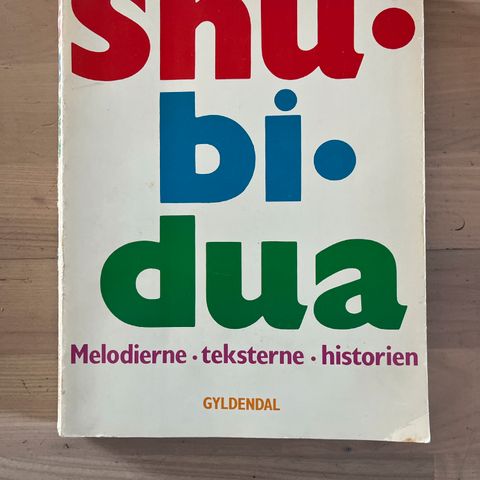 shu·
bi·
dua
Melodierne · teksterne · historien
GYLDENDAL